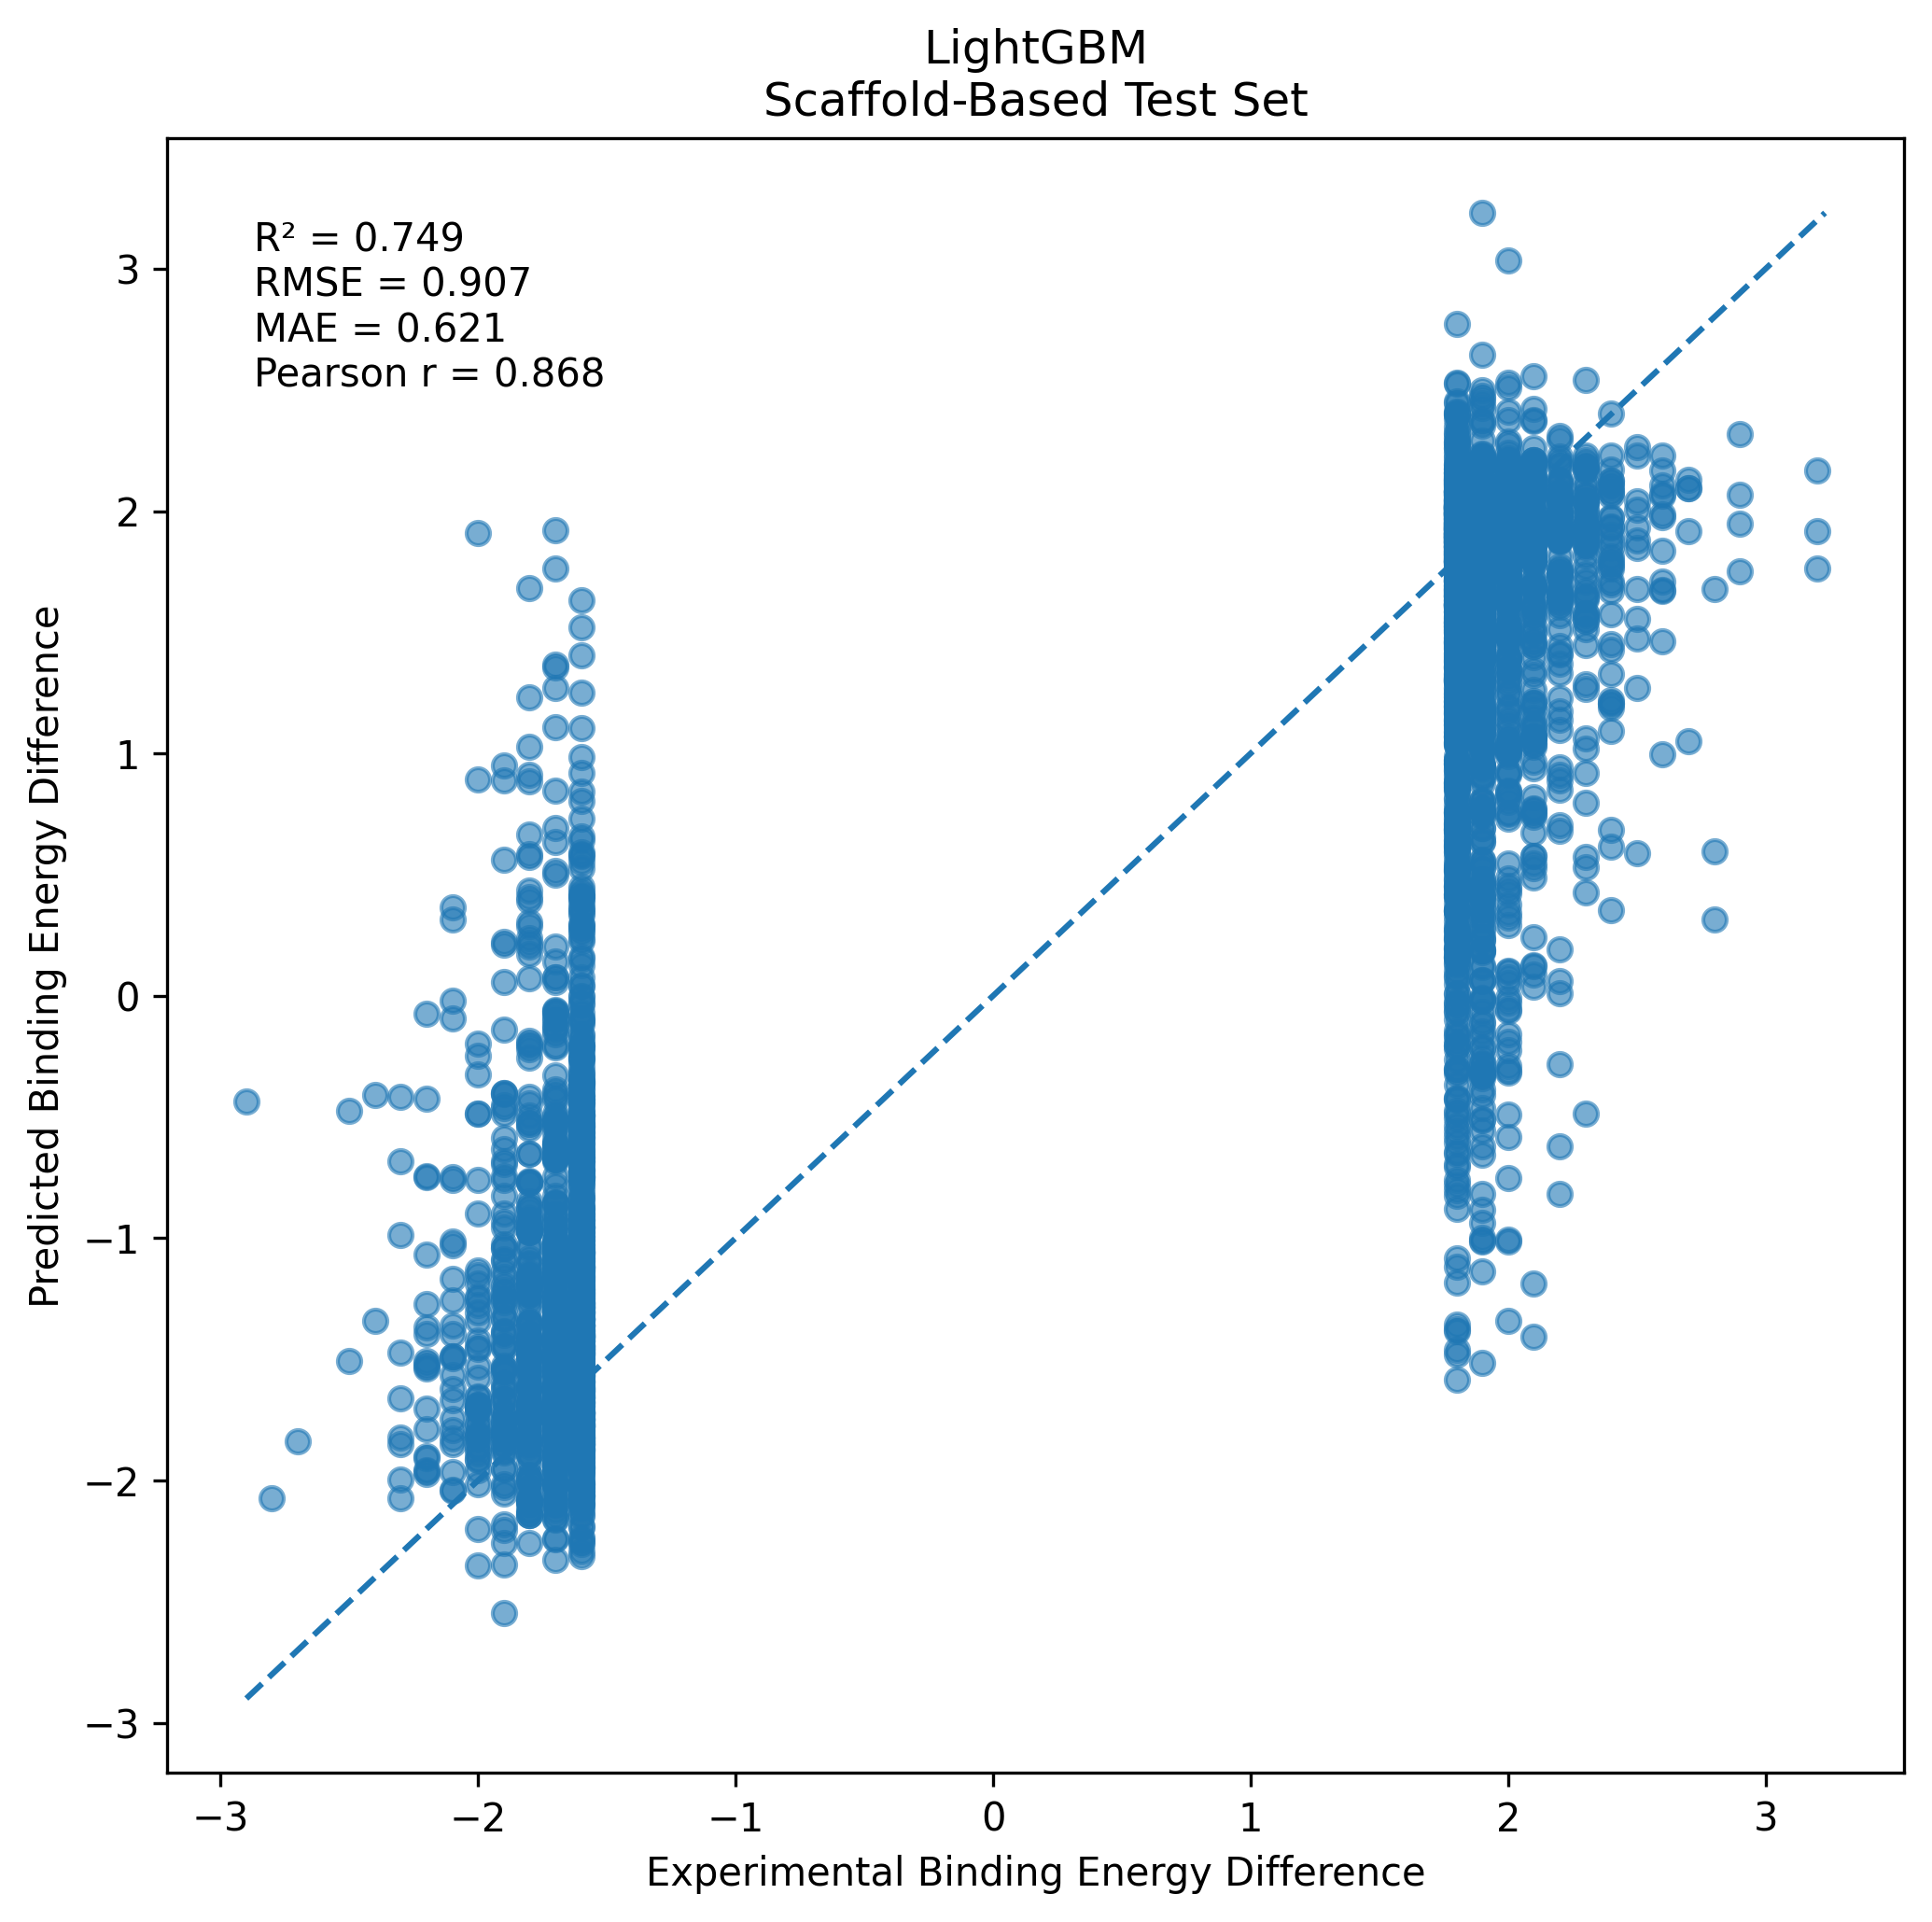 LightGBM
Scaffold-Based Test Set
R² = 0.749
RMSE = 0.907
MAE = 0.621
Pearson r = 0.868
Predicted Binding Energy Difference
3
2
1
0
−1
−2
−3
−3
−2
−1
0
1
2
3
Experimental Binding Energy Difference